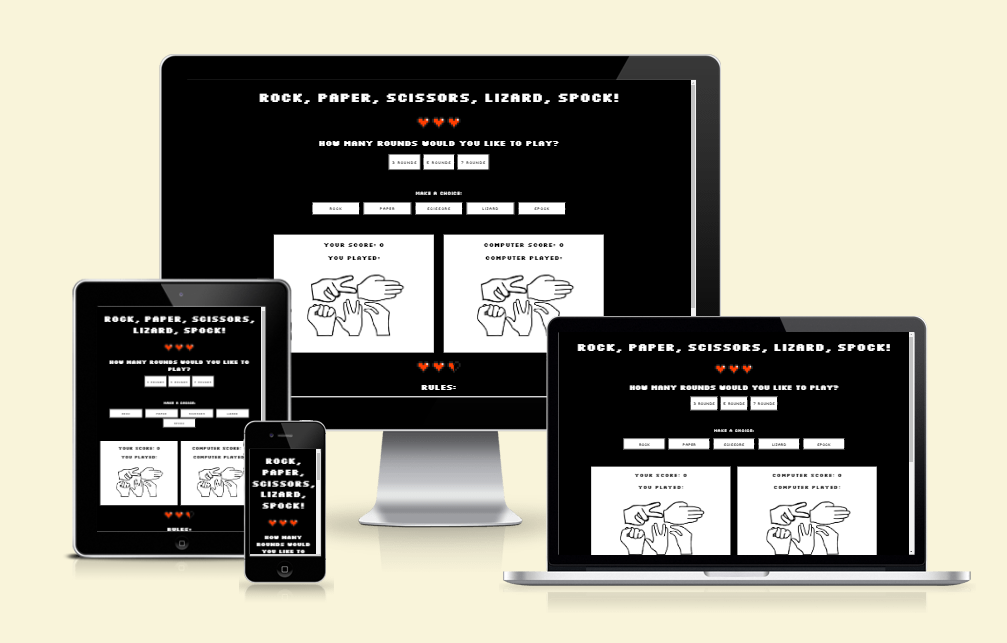 ROCK, PAPER, SCISSORS, LIZARD, SPOCK!
HOW MANY ROUNDS WOULD YOU LIKE TO PLAY?
3 ROUNDS 5 ROUNDS 7 ROUNDS
MAKE A CHOICE:
ROCK PAPER SCISSORS LIZARD SPOCK
YOUR SCORE: 0 COMPUTER SCORE: 0
YOU PLAYED: COMPUTER PLAYED:
RULES:
ROCK, PAPER, SCISSORS,
LIZARD, SPOCK!
HOW MANY ROUNDS WOULD YOU LIKE TO
PLAY?
ROUNDS ROUNDS ROUNDS
MAKE A CHOICE:
ROCK PAPER SCISSORS LIZARD
SPOCK
YOUR SCORE: 0 COMPUTER SCORE:
YOU PLAYED: COMPUTER PLAYED:
RULES:
ROCK,
PAPER,
SCISSORS,
LIZARD,
SPOCK!
HOW MANY
ROUNDS WOULD
YOU LIKE TO
ROCK, PAPER, SCISSORS, LIZARD, SPOCK!
HOW MANY ROUNDS WOULD YOU LIKE TO PLAY?
3 ROUNDS 5 ROUNDS 7 ROUNDS
MAKE A CHOICE:
ROCK PAPER SCISSORS LIZARD SPOCK
YOUR SCORE: 0 COMPUTER SCORE: 0
YOU PLAYED: COMPUTER PLAYED: